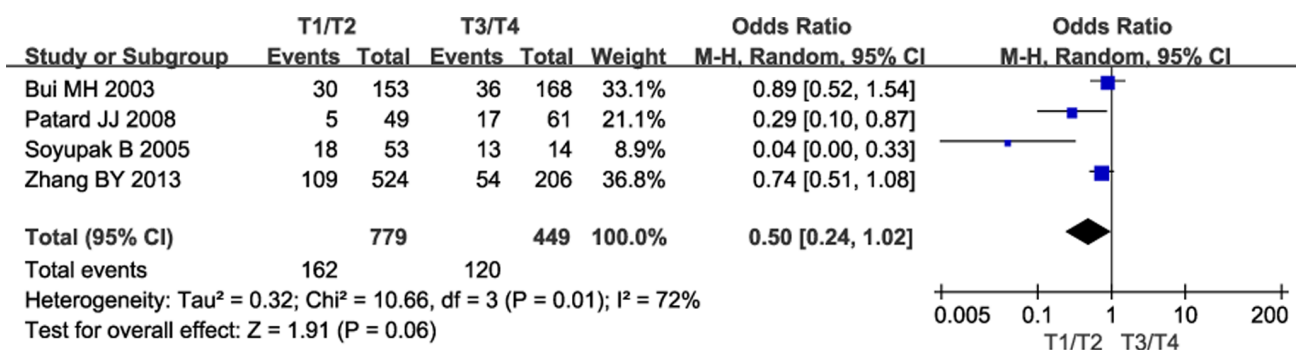 T1/T2 T3/T4 Odds Ratio Odds Ratio
Study or Subgroup Events Total Events Total Weight M-H, Random, 95% CI M-H, Random, 95% CI
Bui MH 2003 30 153 36 168 33.1% 0.89 [0.52, 1.54]
Patard JJ 2008 5 49 17 61 21.1% 0.29 [0.10, 0.87]
Soyupak B 2005 18 53 13 14 8.9% 0.04 [0.00, 0.33]
Zhang BY 2013 109 524 54 206 36.8% 0.74 [0.51, 1.08]
Total (95% CI) 779 449 100.0% 0.50 [0.24, 1.02]
Total events 162 120
Heterogeneity: Tau² = 0.32; Chi² = 10.66, df = 3 (P = 0.01); I² = 72%
Test for overall effect: Z = 1.91 (P = 0.06)
0.005 0.1 1 10 200
T1/T2 T3/T4